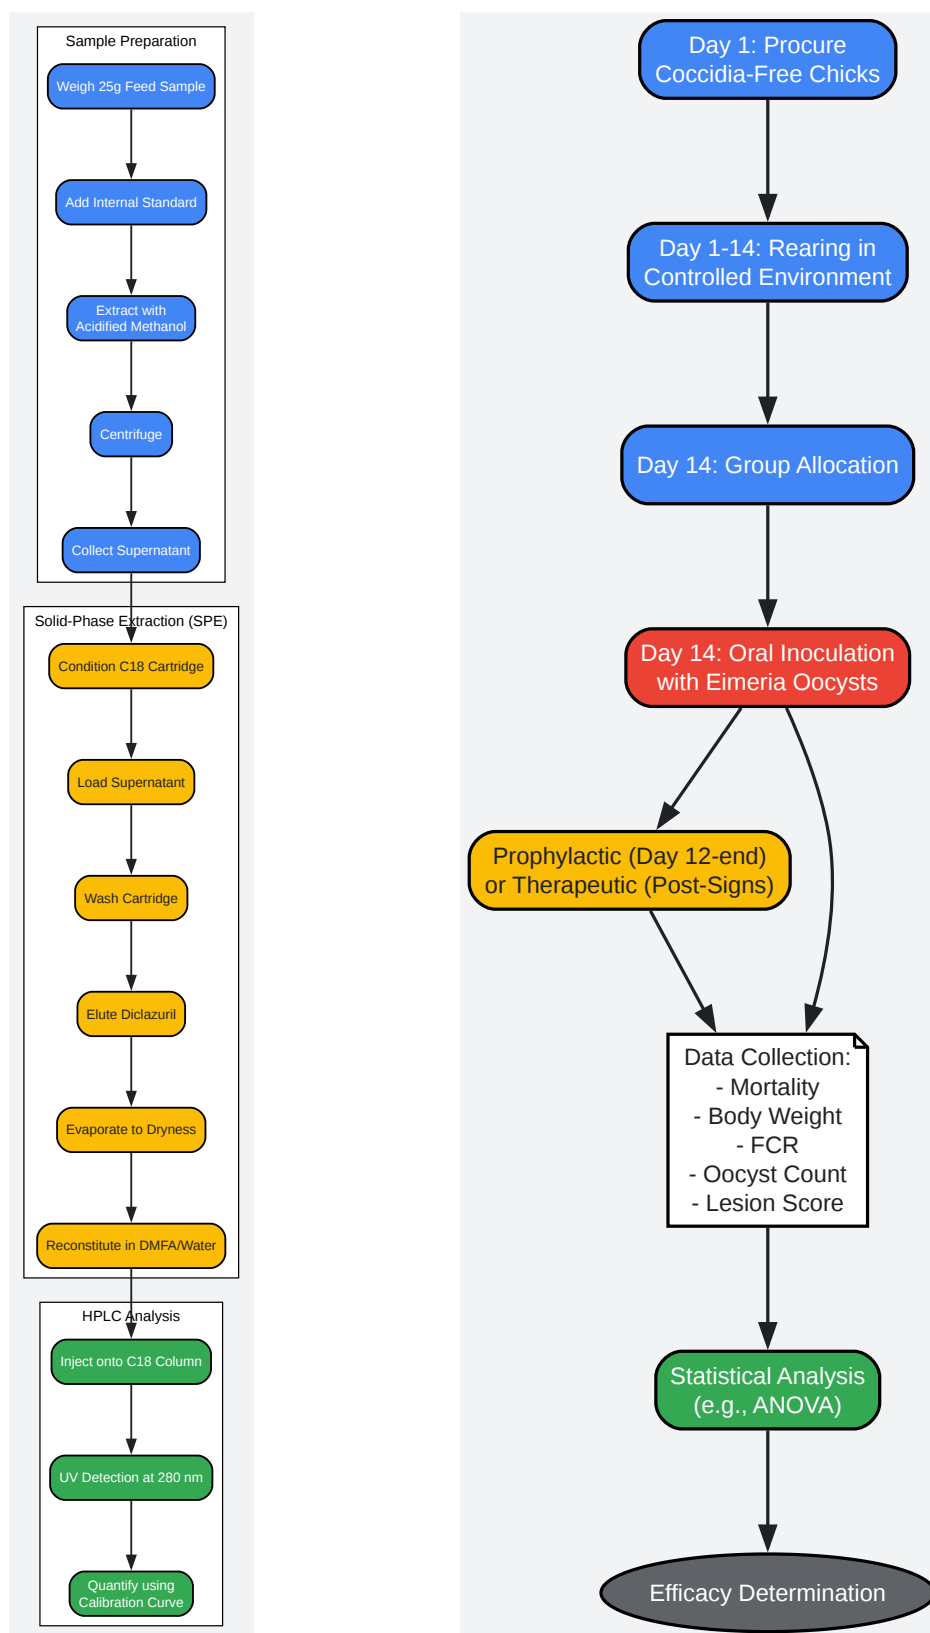 Sample Preparation
Weigh 25g Feed Sample
Add Internal Standard
Extract with
Acidified Methanol
Centrifuge
Collect Supernatant
Solid-Phase Extraction (SPE)
Condition C18 Cartridge
Load Supernatant
Wash Cartridge
Elute Diclazuril
Evaporate to Dryness
Reconstitute in DMFA/Water
HPLC Analysis
Inject onto C18 Column
UV Detection at 280 nm
Quantify using
Calibration Curve
Day 1: Procure
Coccidia-Free Chicks
Day 1-14: Rearing in
Controlled Environment
Day 14: Group Allocation
Day 14: Oral Inoculation
with Eimeria Oocysts
Prophylactic (Day 12-end)
or Therapeutic (Post-Signs)
Data Collection:
- Mortality
- Body Weight
- FCR
- Oocyst Count
- Lesion Score
Statistical Analysis
(e.g., ANOVA)
Efficacy Determination